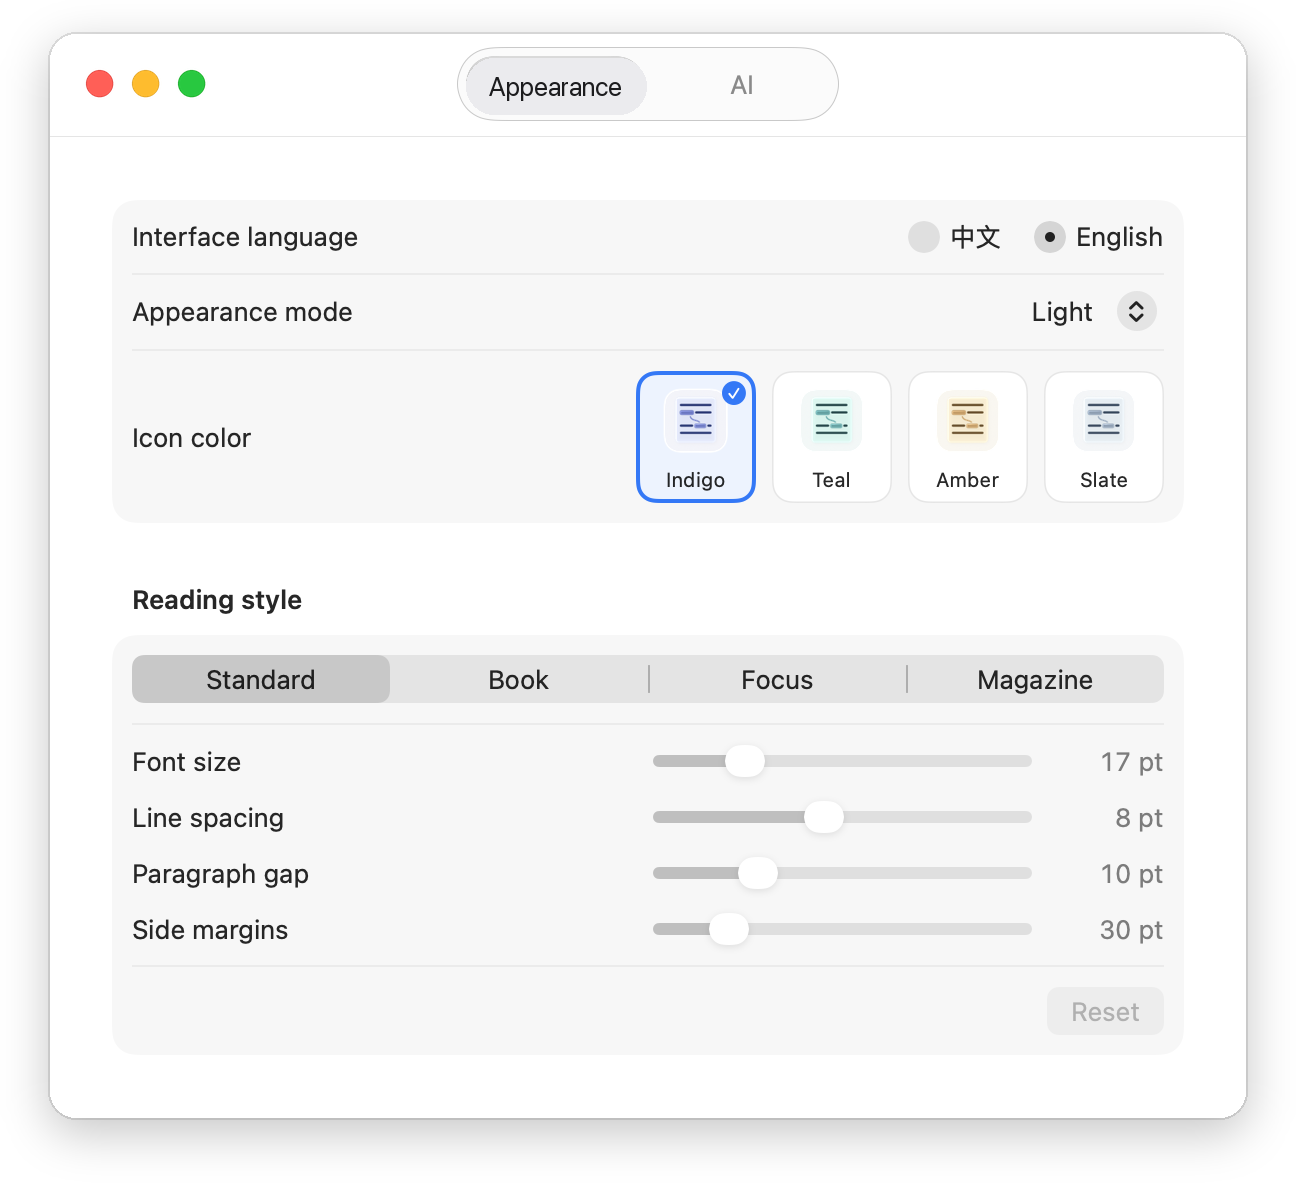 Appearance AI
Interface language 中文 English
Appearance mode Light
Icon color
Indigo Teal Amber Slate
Reading style
Standard Book Focus Magazine
Font size 17 pt
Line spacing 8 pt
Paragraph gap 10 pt
Side margins 30 pt
Reset